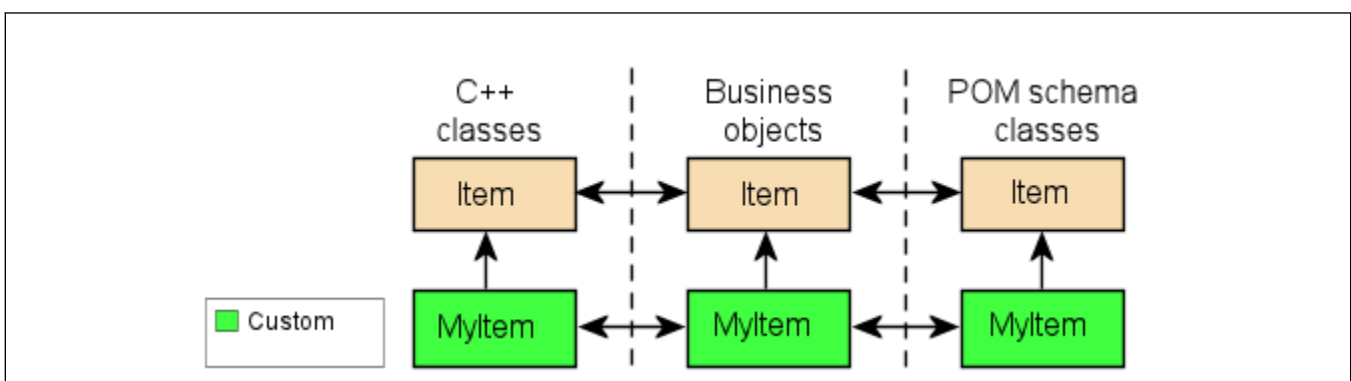 C++
classes
Business
objects
POM schema
classes
Item
Item
Item
Custom
MyItem
MyItem
MyItem